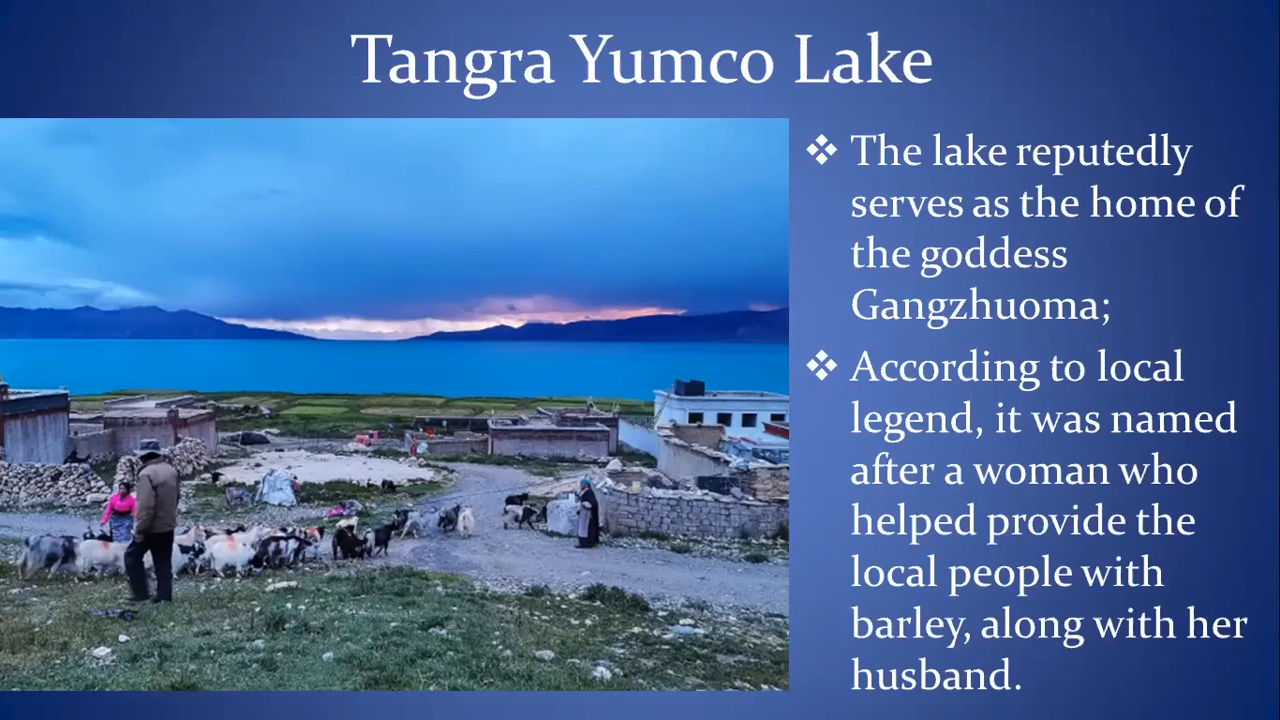 Tangra Yumco Lake
❖ The lake reputedly
serves as the home of
the goddess
Gangzhuoma;
❖ According to local
legend, it was named
after a woman who
helped provide the
local people with
barley, along with her
husband.